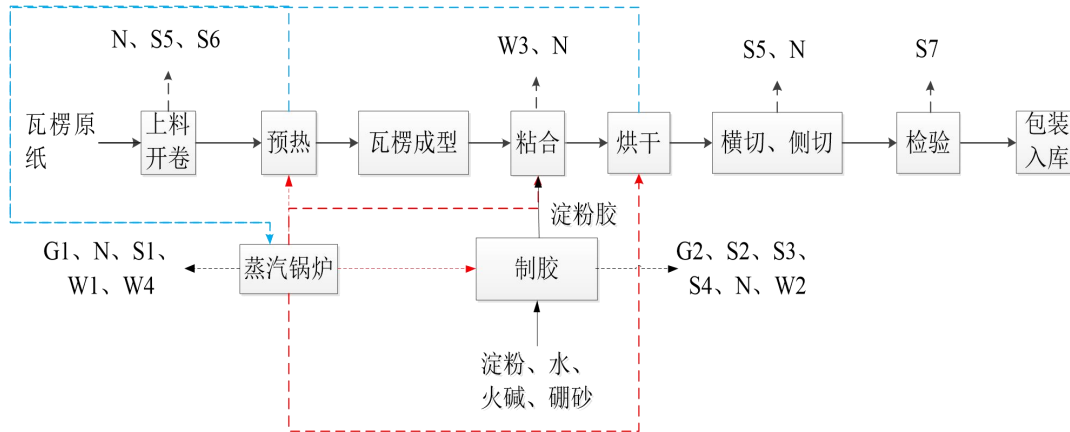 N、S5、S6
W3、N
S5、N
S7
瓦楞原
纸
上料
开卷
预热
瓦楞成型
粘合
烘干
横切、侧切
检验
包装
入库
淀粉胶
G1、N、S1、
W1、W4
蒸汽锅炉
制胶
G2、S2、S3、
S4、N、W2
淀粉、水、
火碱、硼砂